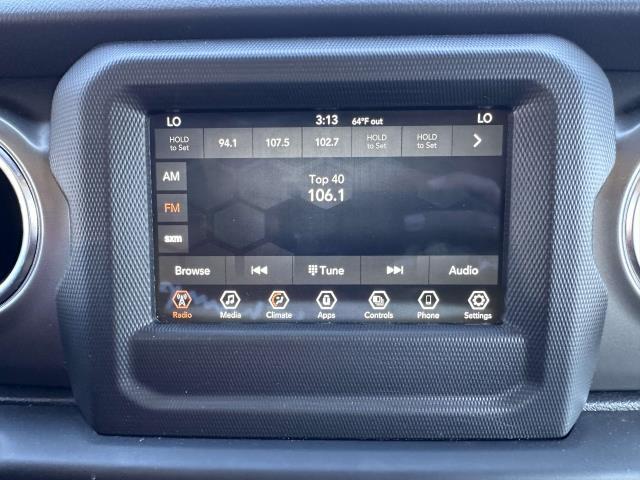 LO 3:13 64°F out LO
HOLD to Set 94.1 107.5 102.7 HOLD to Set HOLD to Set
AM
Top 40
FM
106.1
sxm
Browse Tune Audio
Radio Media Climate Apps Controls Phone Settings